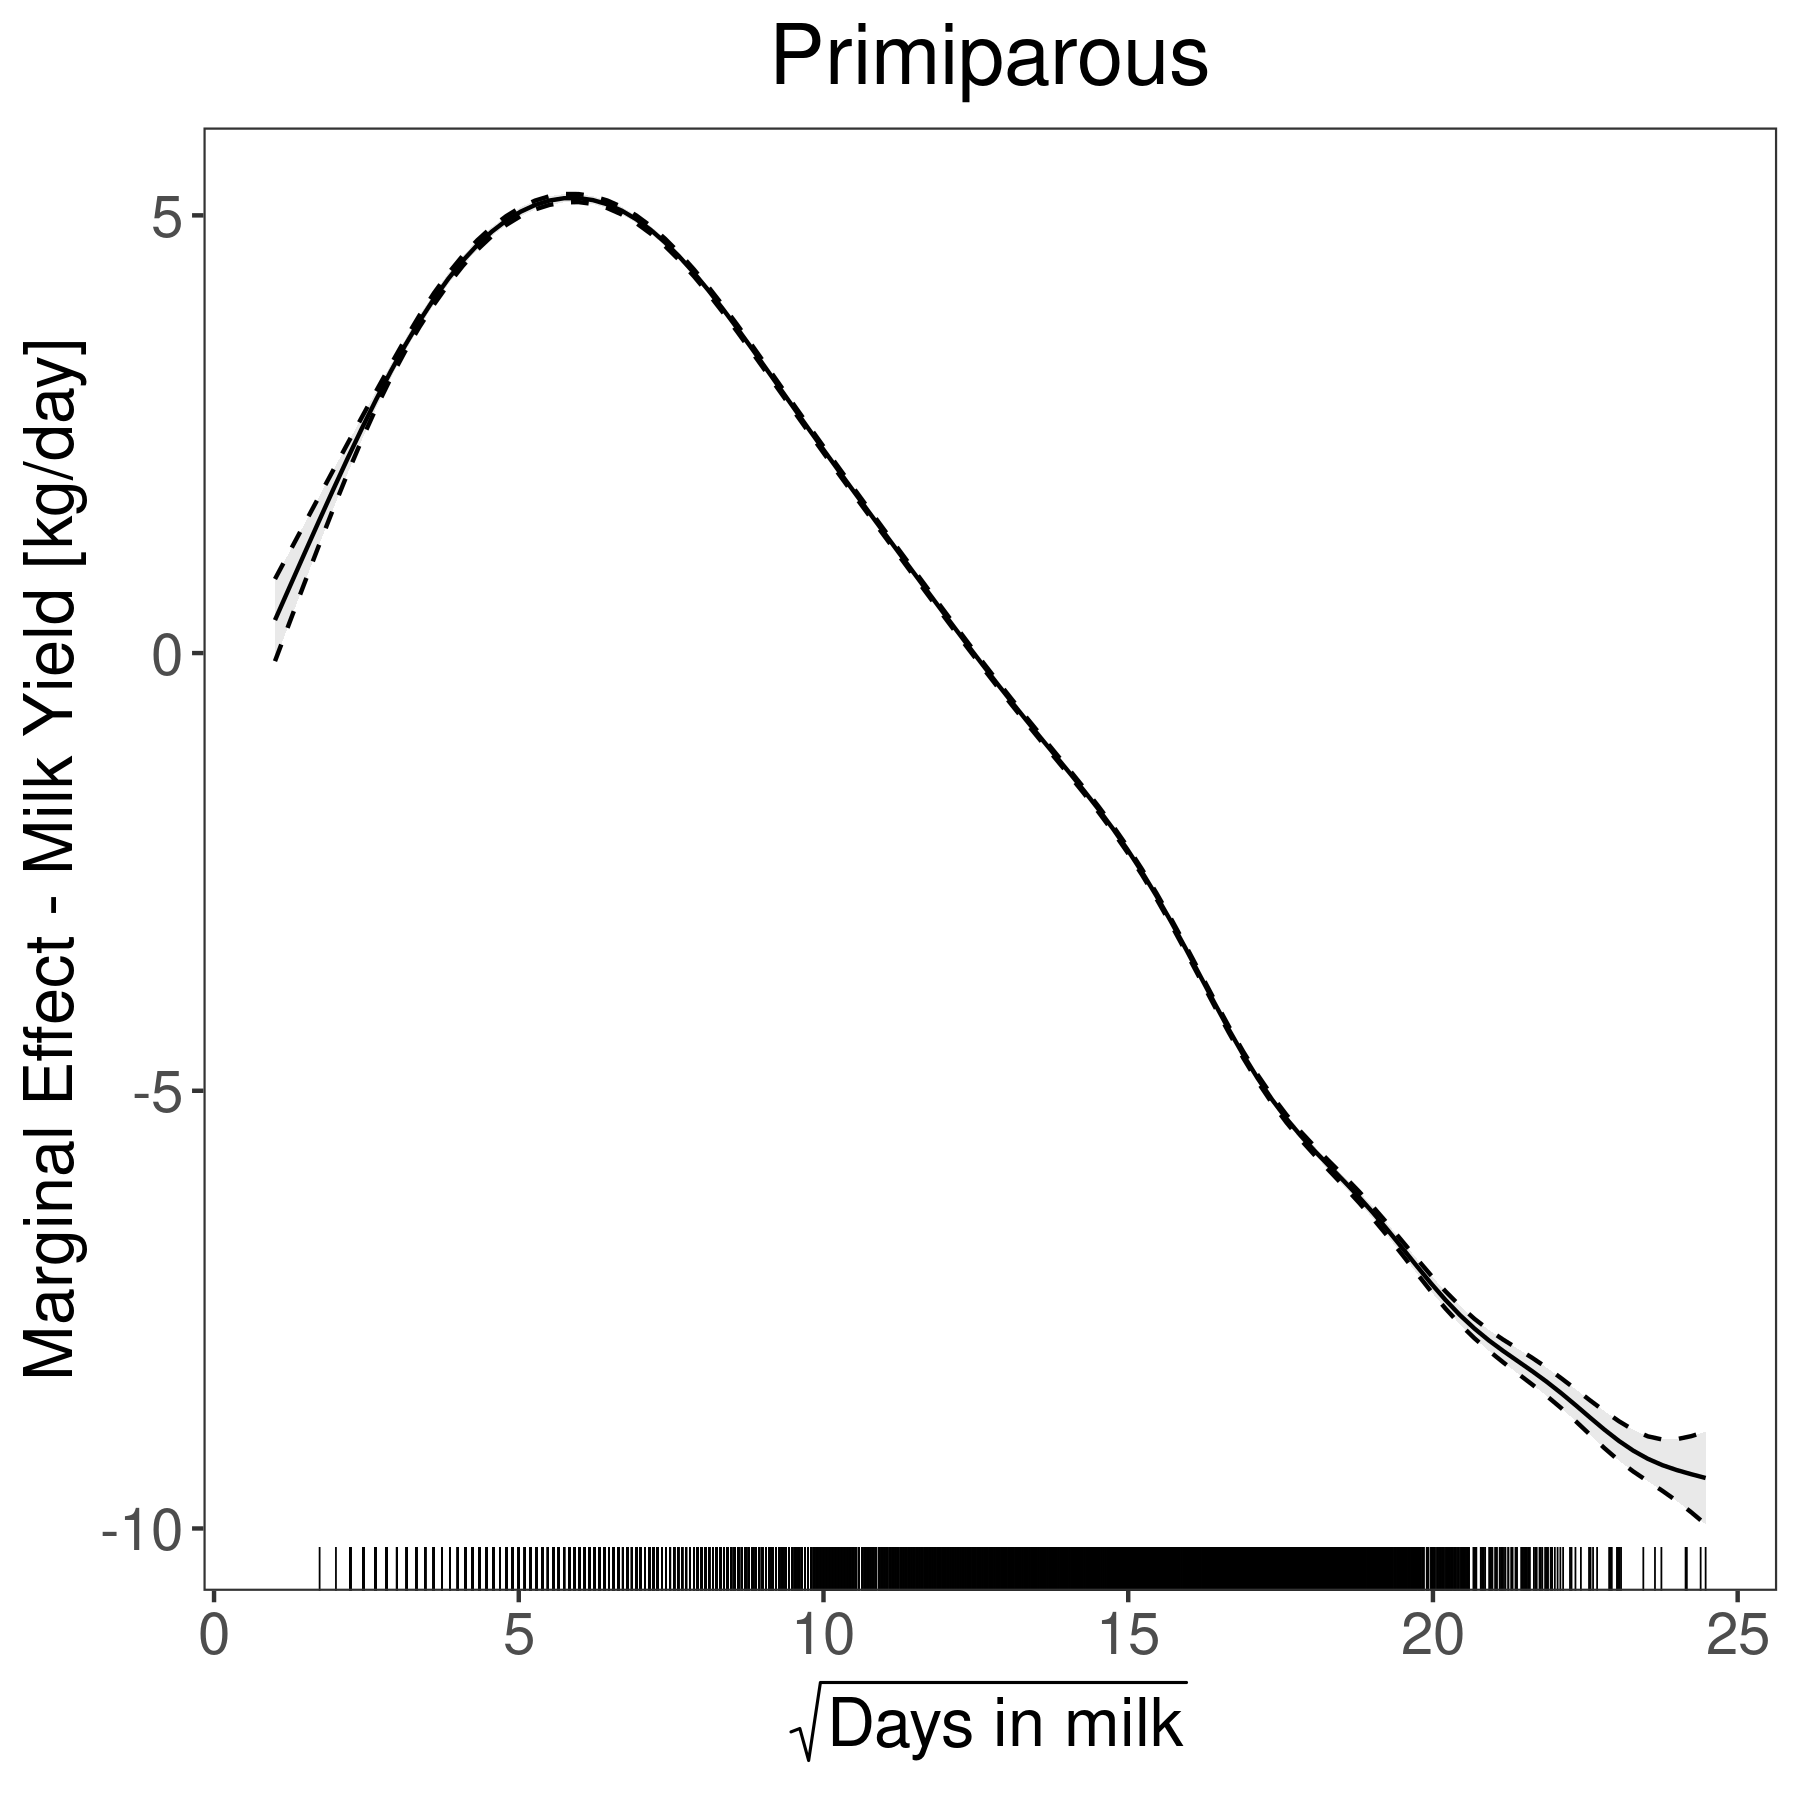 Primiparous
Marginal Effect - Milk Yield [kg/day]
5
0
-5
-10
0 5 10 15 20 25
√Days in milk